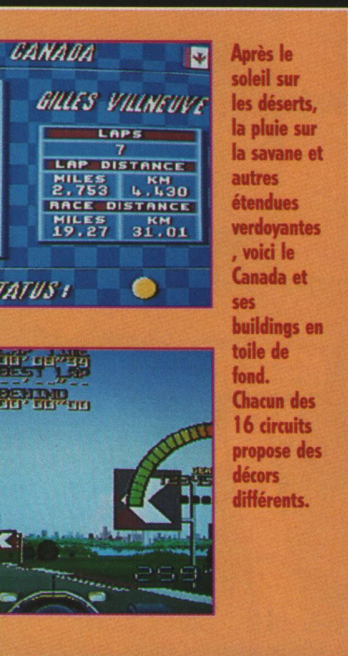 CANADA
GILLES VILLNEUVE
LAPS
7
LAP DISTANCE
MILES KM
2.753 4.430
RACE DISTANCE
MILES KM
19.27 31.01
TATUS:
Après le
soleil sur
les déserts,
la pluie sur
la savane et
autres
étendues
verdoyantes
, voici le
Canada et
ses
buildings en
toile de
fond.
Chacun des
16 circuits
propose des
décors
différents.
BEST LAP
BEHIND
259